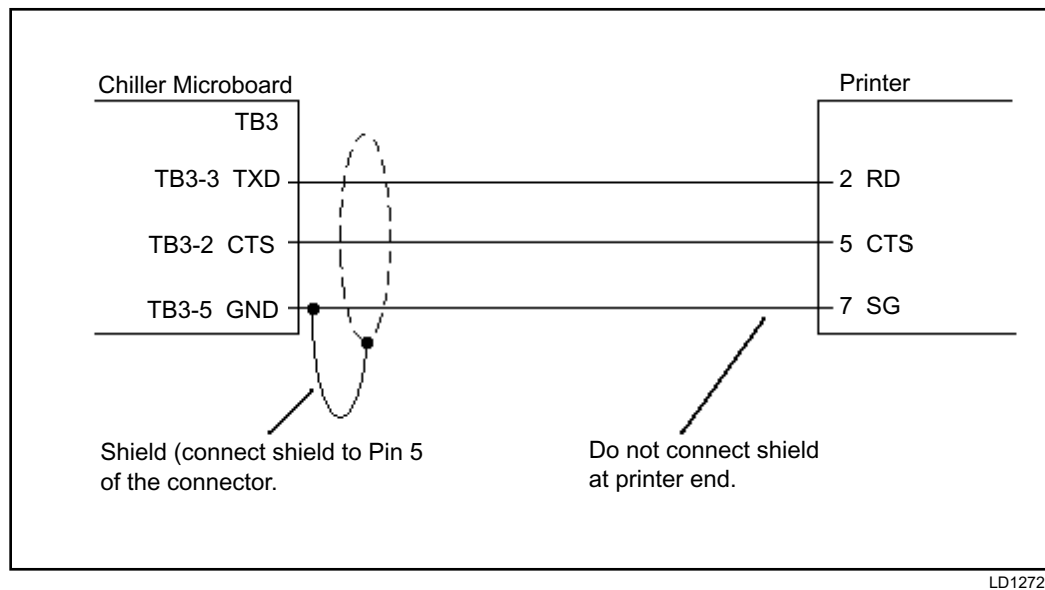 Chiller Microboard
Printer
TB3
TB3-3 TXD
2 RD
TB3-2 CTS
5 CTS
TB3-5 GND
7 SG
Shield (connect shield to Pin 5
of the connector.
Do not connect shield
at printer end.
LD1272